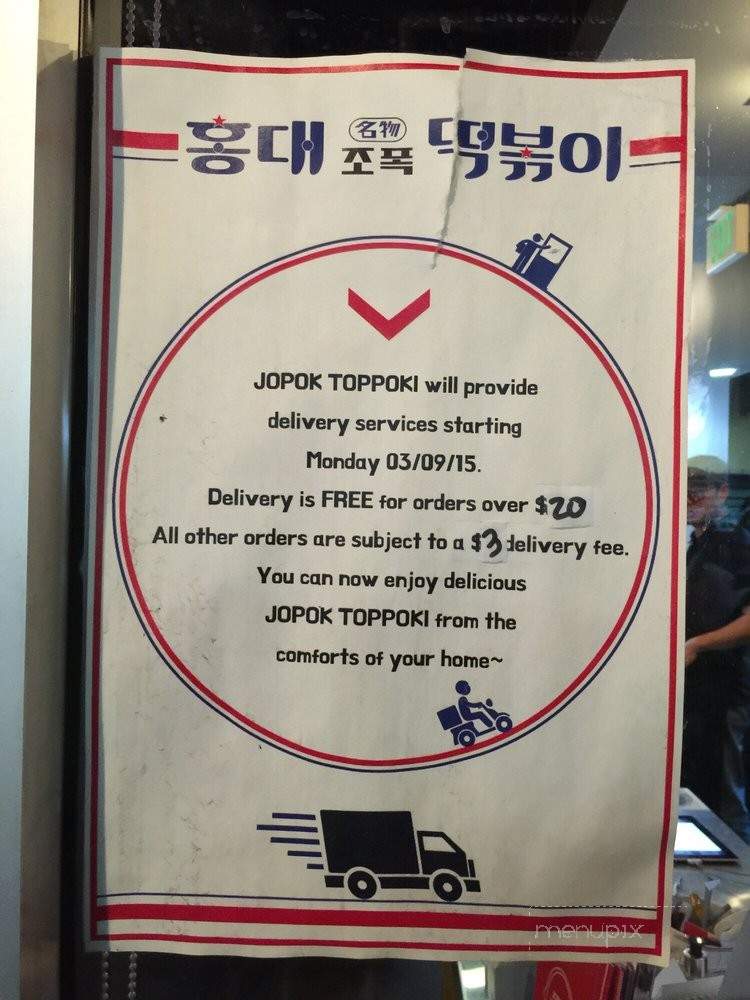 홍대 名物 조폭 떡볶이
JOPOK TOPPOKI will provide
delivery services starting
Monday 03/09/15.
Delivery is FREE for orders over $20
All other orders are subject to a $3 delivery fee.
You can now enjoy delicious
JOPOK TOPPOKI from the
comforts of your home~
menupix